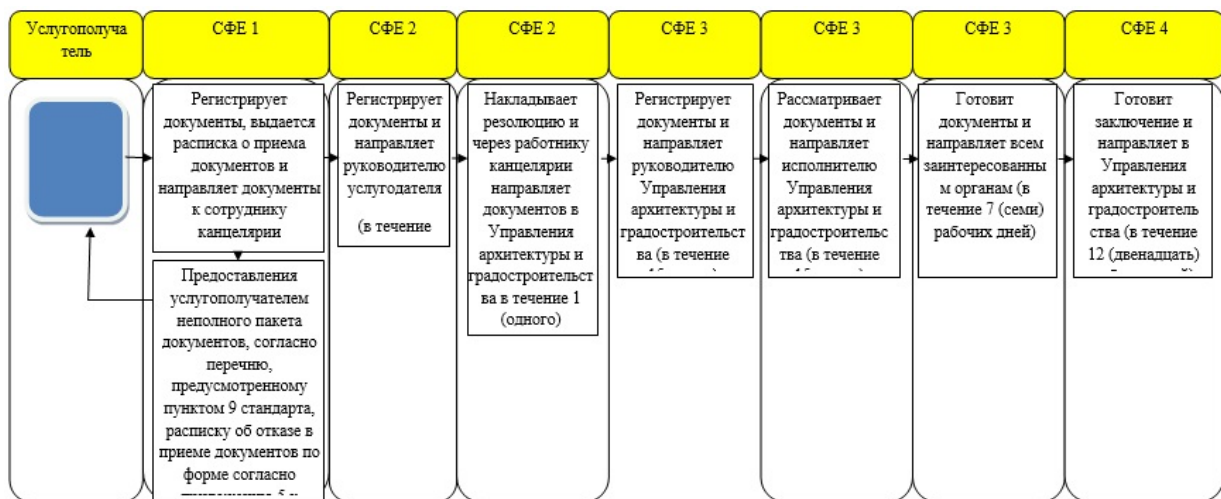 Услугополуча
тель
СФЕ 1
СФЕ 2
СФЕ 2
СФЕ 3
СФЕ 3
СФЕ 3
СФЕ 4
Регистрирует
документы, выдается
расписка о приема
документов и
направляет документы
к сотруднику
канцелярии
Предоставления
услугополучателем
неполного пакета
документов, согласно
перечню,
предусмотренному
пунктом 9 стандарта,
расписку об отказе в
приеме документов по
форме согласно
Регистрирует
документы и
направляет
руководителю
услугодателя
(в течение
Накладывает
резолюцию и
через работнику
канцелярии
направляет
документов в
Управления
архитектуры и
градостроительст
ва в течение 1
(одного)
Регистрирует
документы и
направляет
руководителю
Управления
архитектуры и
градостроительст
ва (в течение
Рассматривает
документы и
направляет
исполнителю
Управления
архитектуры и
градостроительс
тва (в течение
Готовит
документы и
направляет всем
заинтересованны
м органам (в
течение 7 (семи)
рабочих дней)
Готовит
заключение и
направляет в
Управления
архитектуры и
градостроитель
ства (в течение
12 (двенадцать)